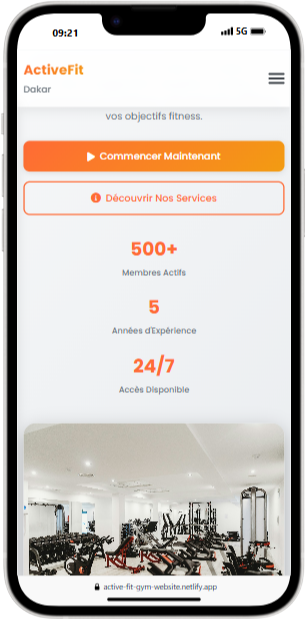 09:21
5G
ActiveFit
Dakar
vos objectifs fitness.
Commencer Maintenant
Découvrir Nos Services
500+
Membres Actifs
5
Années d'Expérience
24/7
Accès Disponible
active-fit-gym-website.netlify.app